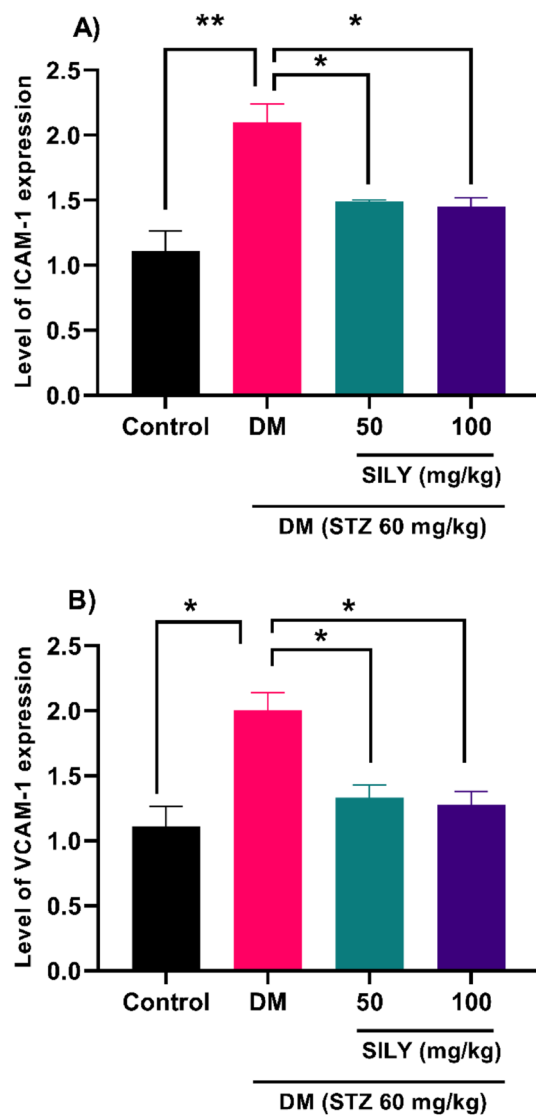 A)
** *
*
Level of ICAM-1 expression
2.5
2.0
1.5
1.0
0.5
0.0
Control DM 50 100
SILY (mg/kg)
DM (STZ 60 mg/kg)
B)
* *
*
Level of VCAM-1 expression
2.5
2.0
1.5
1.0
0.5
0.0
Control DM 50 100
SILY (mg/kg)
DM (STZ 60 mg/kg)